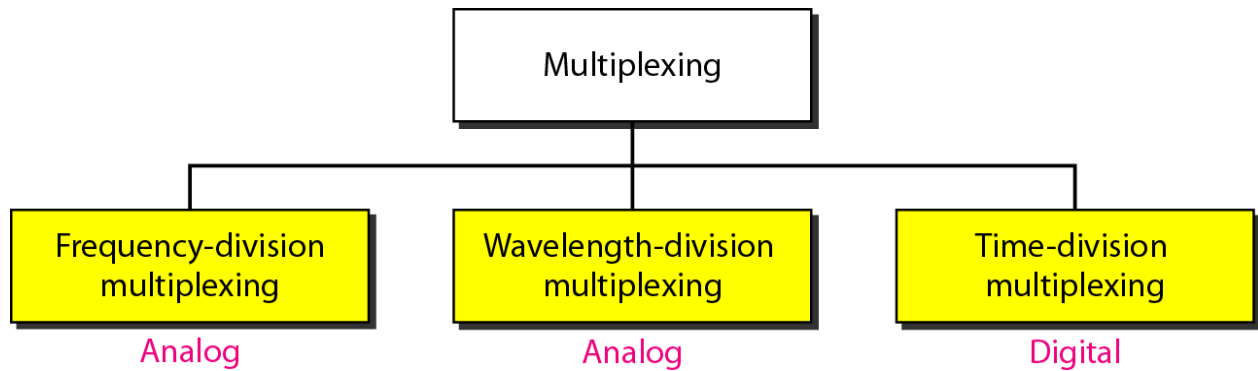 Multiplexing
Frequency-division
multiplexing
Wavelength-division
multiplexing
Time-division
multiplexing
Analog
Analog
Digital